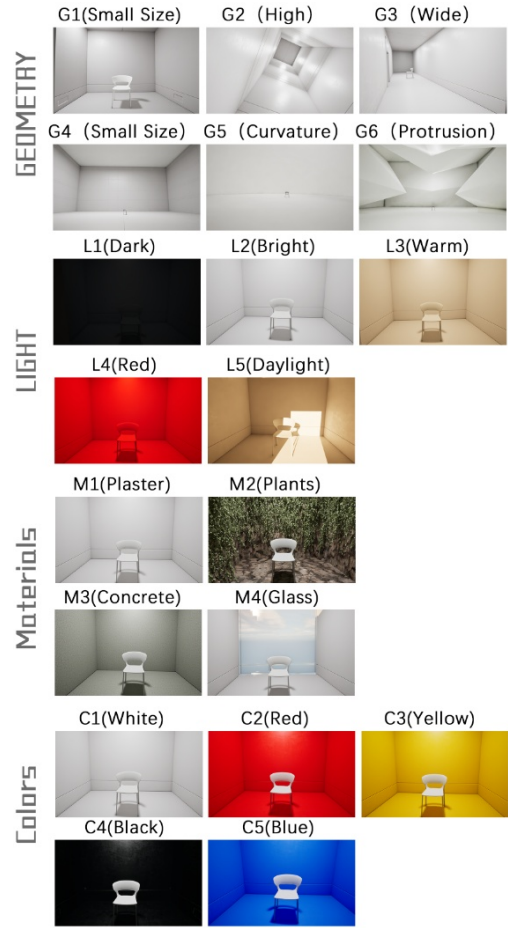 GEOMETRY
G1(Small Size) G2 (High) G3 (Wide)
G4 (Small Size) G5 (Curvature) G6 (Protrusion)
LIGHT
L1(Dark) L2(Bright) L3(Warm)
L4(Red) L5(Daylight)
Materials
M1(Plaster) M2(Plants)
M3(Concrete) M4(Glass)
Colors
C1(White) C2(Red) C3(Yellow)
C4(Black) C5(Blue)